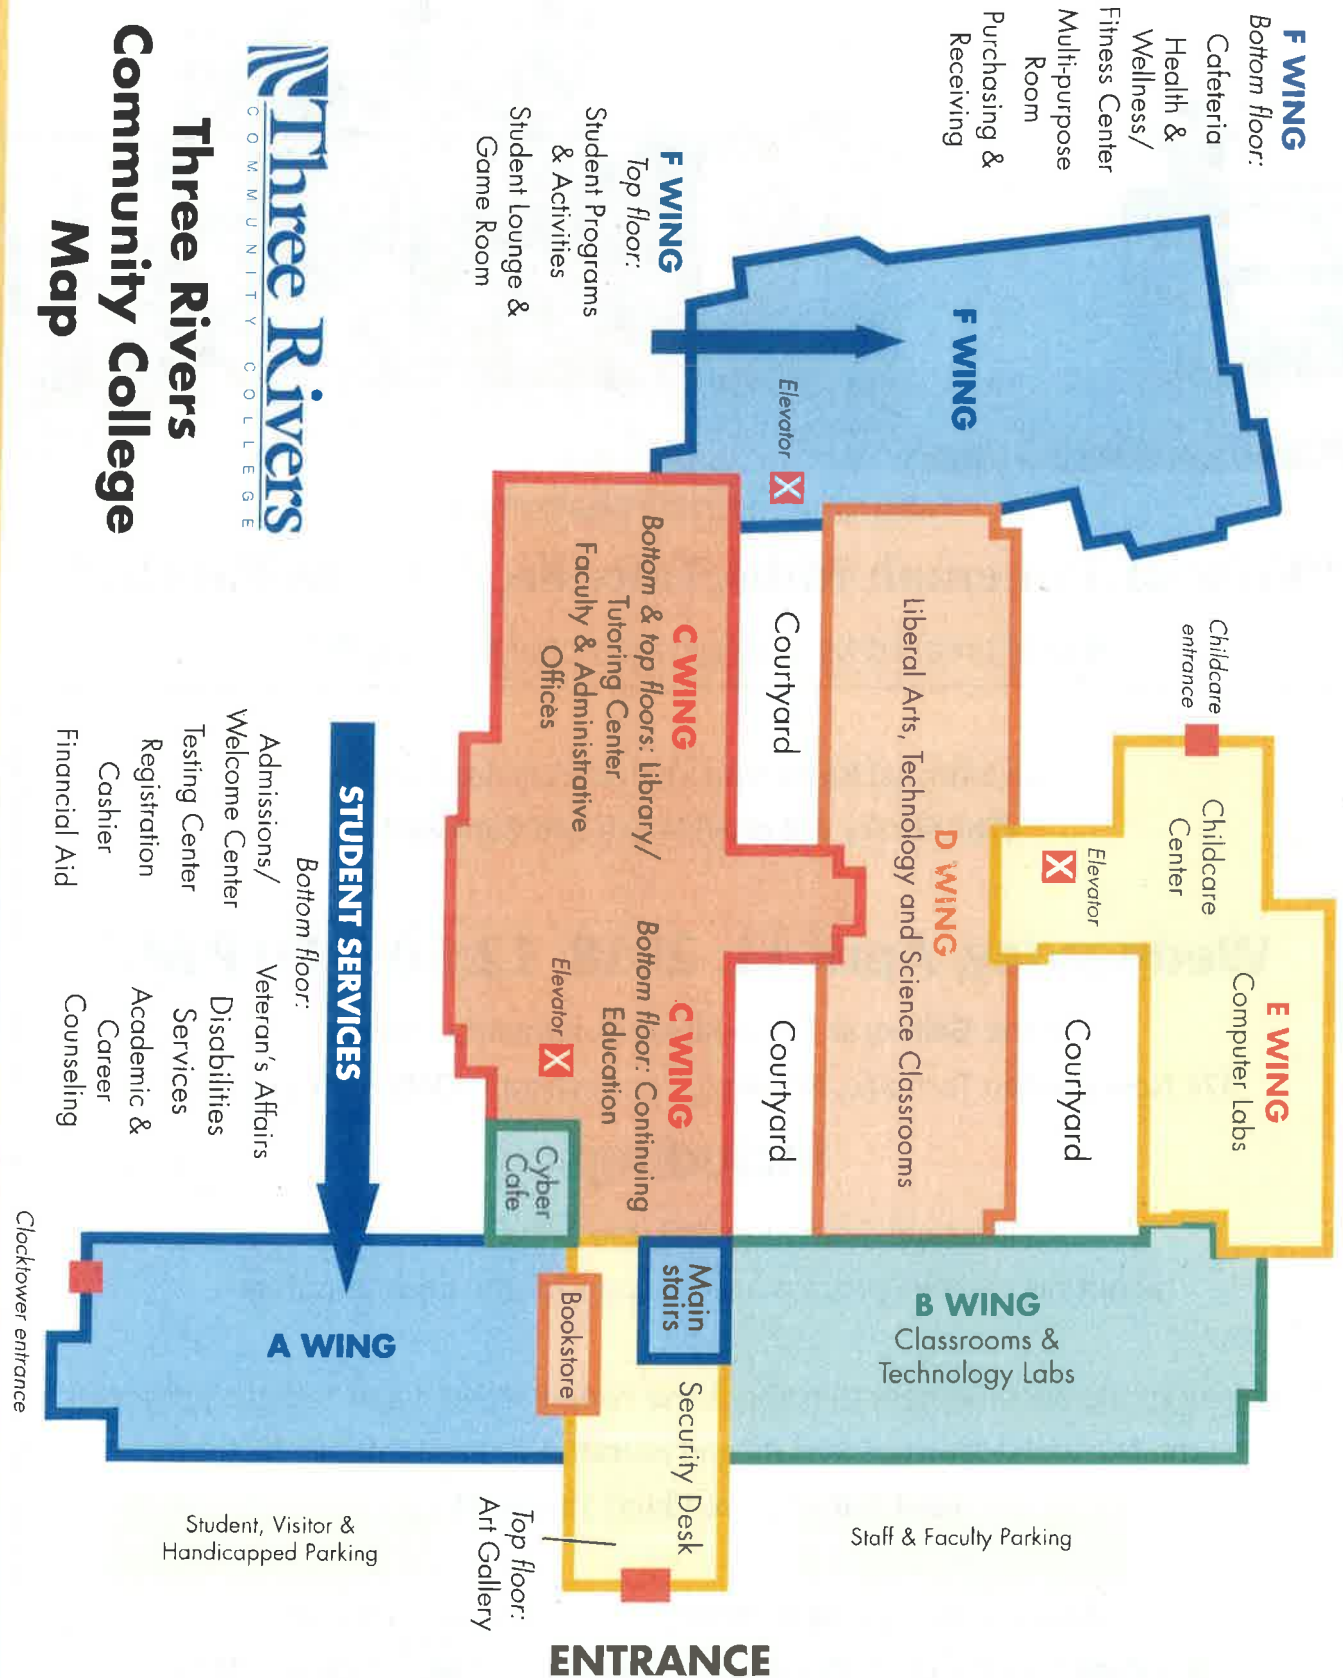 F WING
Bottom floor:
Cafeteria
Health &
Wellness/
Fitness Center
Multi-purpose
Room
Purchasing &
Receiving
F WING
Top floor:
Student Programs
& Activities
Student Lounge &
Game Room
Three Rivers
COMMUNITY COLLEGE
Three Rivers
Community College
Map
F WING
Elevator
X
Childcare
entrance
Childcare
Center
Elevator
X
E WING
Computer Labs
Courtyard
D WING
Liberal Arts, Technology and Science Classrooms
Courtyard
Courtyard
C WING
Bottom & top floors: Library/
Tutoring Center
Faculty & Administrative
Offices
C WING
Bottom floor: Continuing
Education
Elevator
X
Cyber
Cafe
STUDENT SERVICES
Bottom floor:
Admissions/
Welcome Center
Testing Center
Registration
Cashier
Financial Aid
Veteran's Affairs
Disabilities
Services
Academic &
Career
Counseling
Clocktower entrance
A WING
Bookstore
Main
stairs
Security Desk
B WING
Classrooms &
Technology Labs
Top floor:
Art Gallery
Student, Visitor &
Handicapped Parking
Staff & Faculty Parking
ENTRANCE